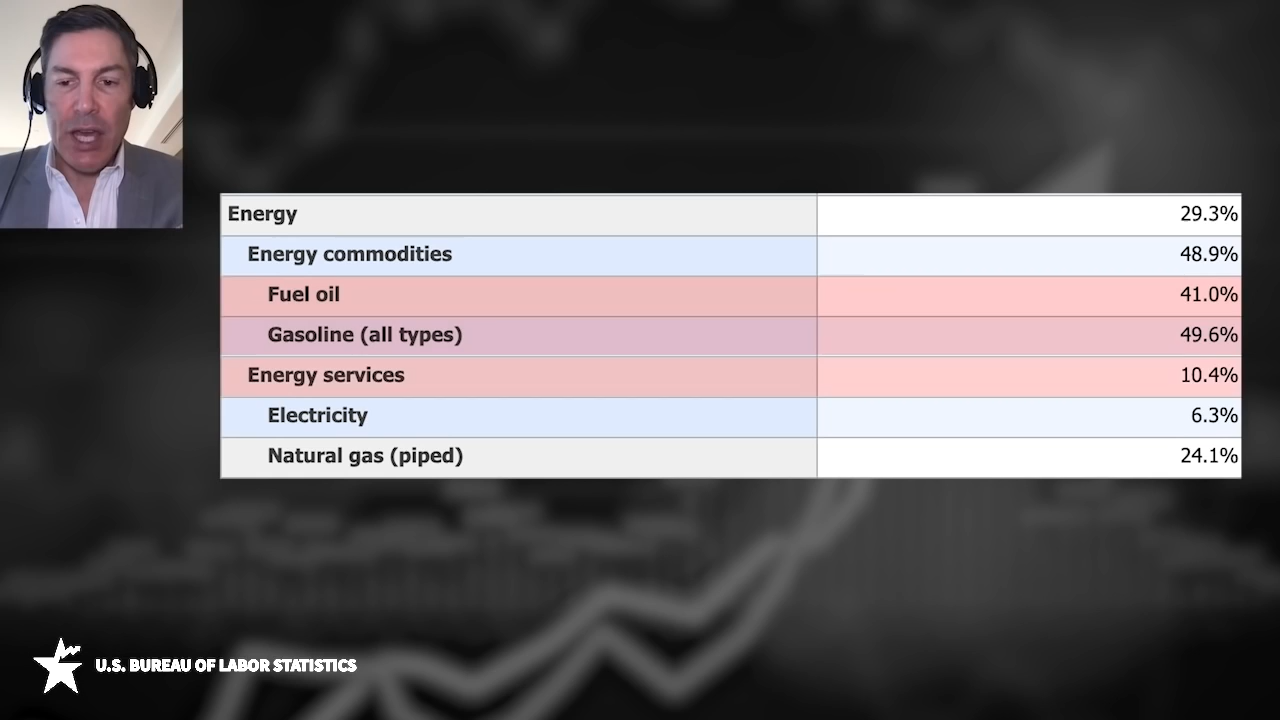 Energy 29.3%
Energy commodities 48.9%
Fuel oil 41.0%
Gasoline (all types) 49.6%
Energy services 10.4%
Electricity 6.3%
Natural gas (piped) 24.1%
U.S. BUREAU OF LABOR STATISTICS